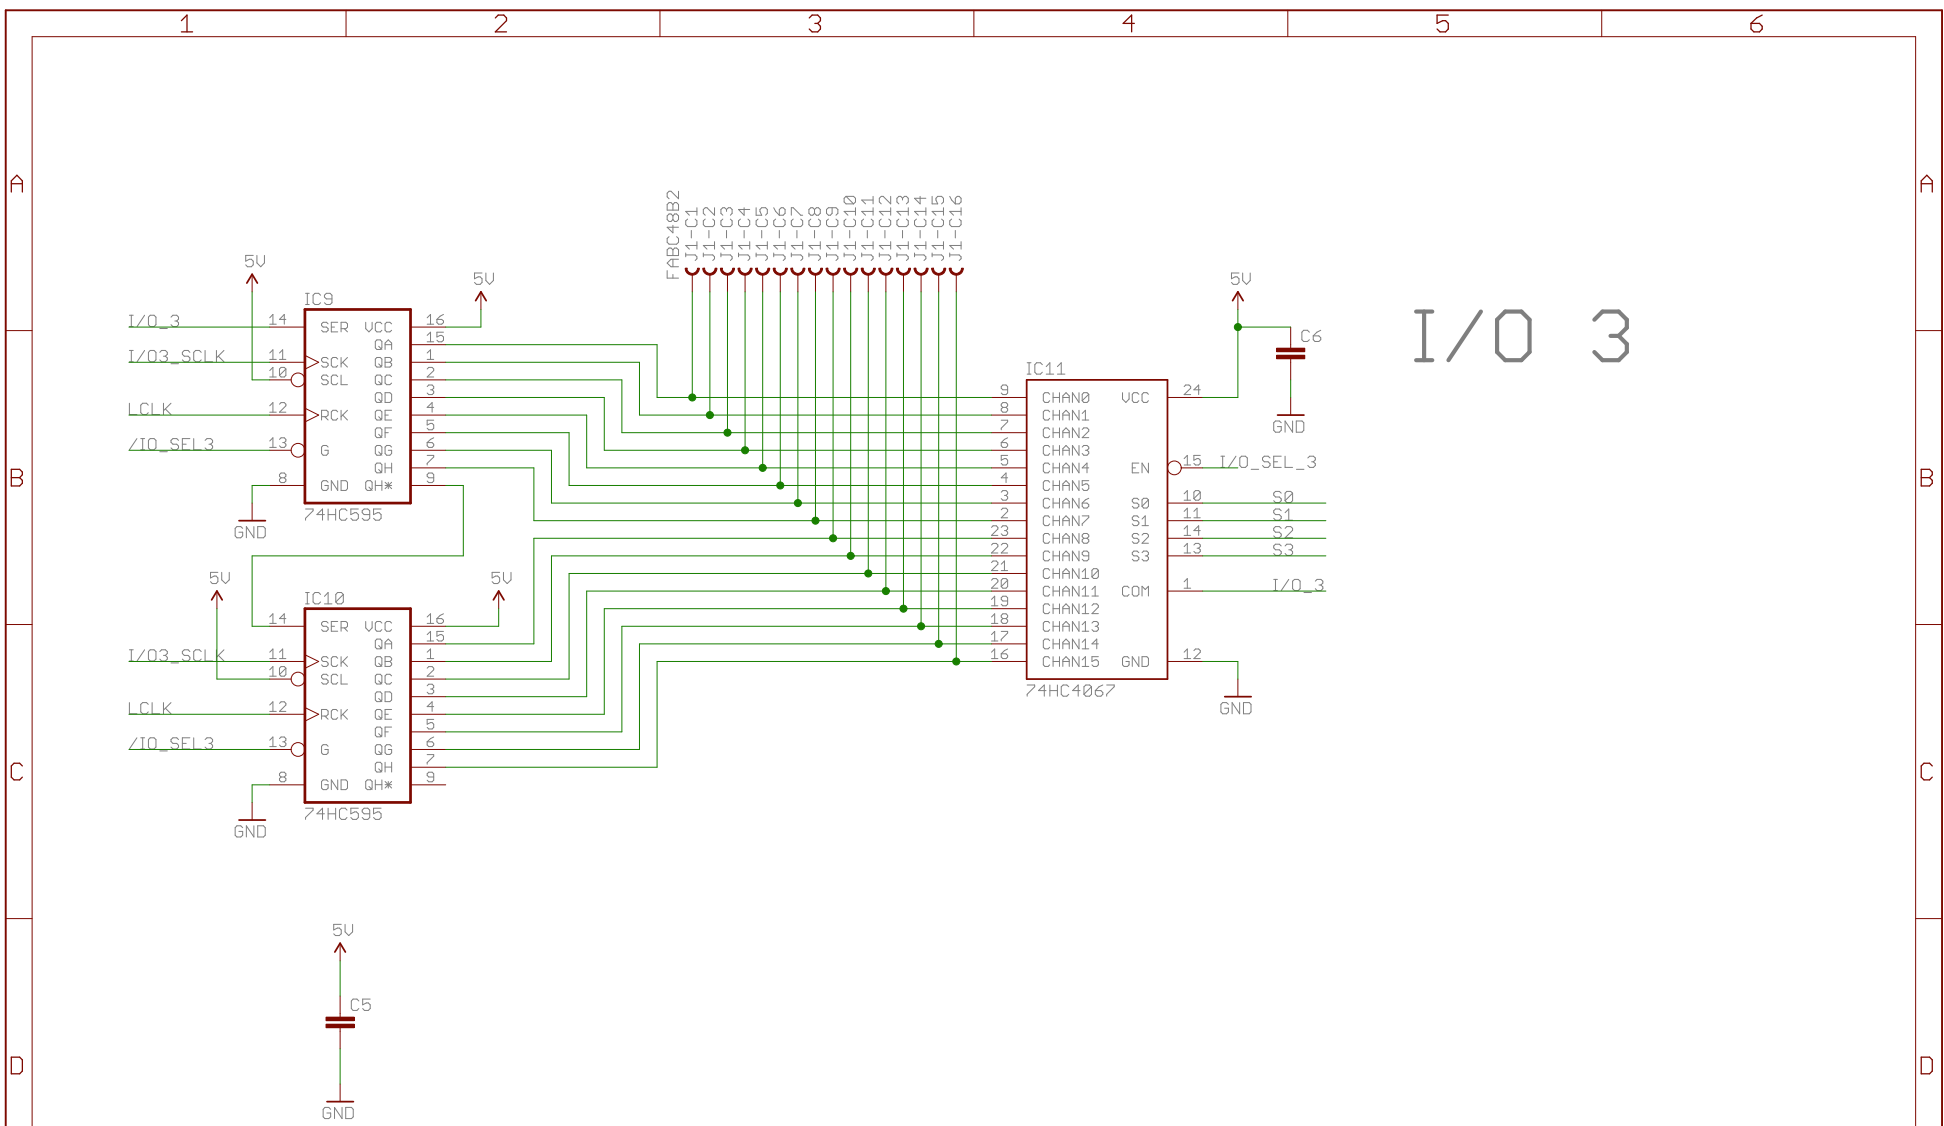 1 2 3 4 5 6
A A
FABC48B2
J1-C1
J1-C2
J1-C3
J1-C4
J1-C5
J1-C6
J1-C7
J1-C8
J1-C9
J1-C10
J1-C11
J1-C12
J1-C13
J1-C14
J1-C15
J1-C16
5V
5V
IC9
I/O_3 14 SER VCC 16
QA 15
I/O3_SCLK 11 SCK QB 1
10 SCL QC 2
QD 3
LCLK 12 RCK QE 4
QF 5
/IO_SEL3 13 G QG 6
QH 7
8 GND QH* 9
74HC595
GND
5V
5V
IC10
14 SER VCC 16
QA 15
I/O3_SCLK 11 SCK QB 1
10 SCL QC 2
QD 3
LCLK 12 RCK QE 4
QF 5
/IO_SEL3 13 G QG 6
QH 7
8 GND QH* 9
74HC595
GND
5V
C6
GND
I/O 3
IC11
9 CHAN0 VCC 24
8 CHAN1
7 CHAN2
6 CHAN3
5 CHAN4 EN 15 I/O_SEL_3
4 CHAN5
3 CHAN6 S0 10 S0
2 CHAN7 S1 11 S1
23 CHAN8 S2 14 S2
22 CHAN9 S3 13 S3
21 CHAN10
20 CHAN11 COM 1 I/O_3
19 CHAN12
18 CHAN13
17 CHAN14
16 CHAN15 GND 12
74HC4067
GND
B B
C C
5V
C5
GND
D D